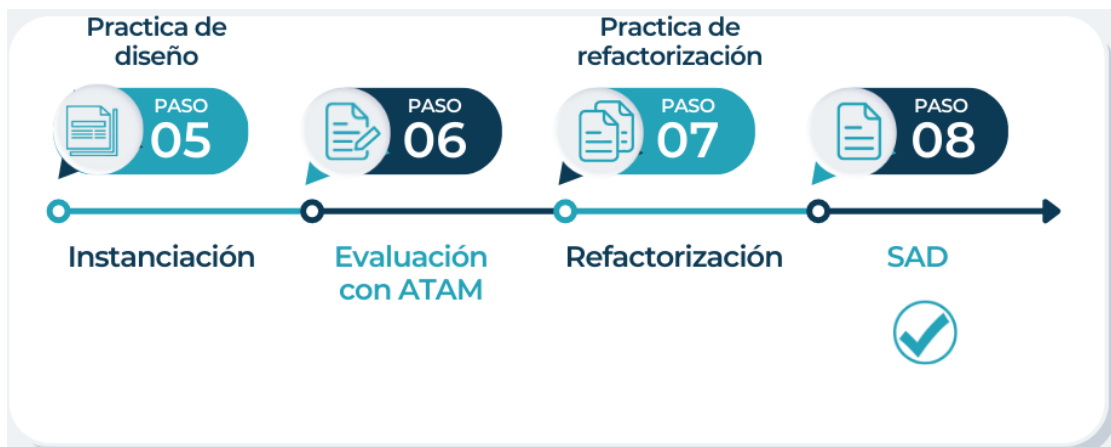 Practica de
diseño
PASO
05
PASO
06
Practica de
refactorización
PASO
07
PASO
08
Instanciación
Evaluación
con ATAM
Refactorización
SAD